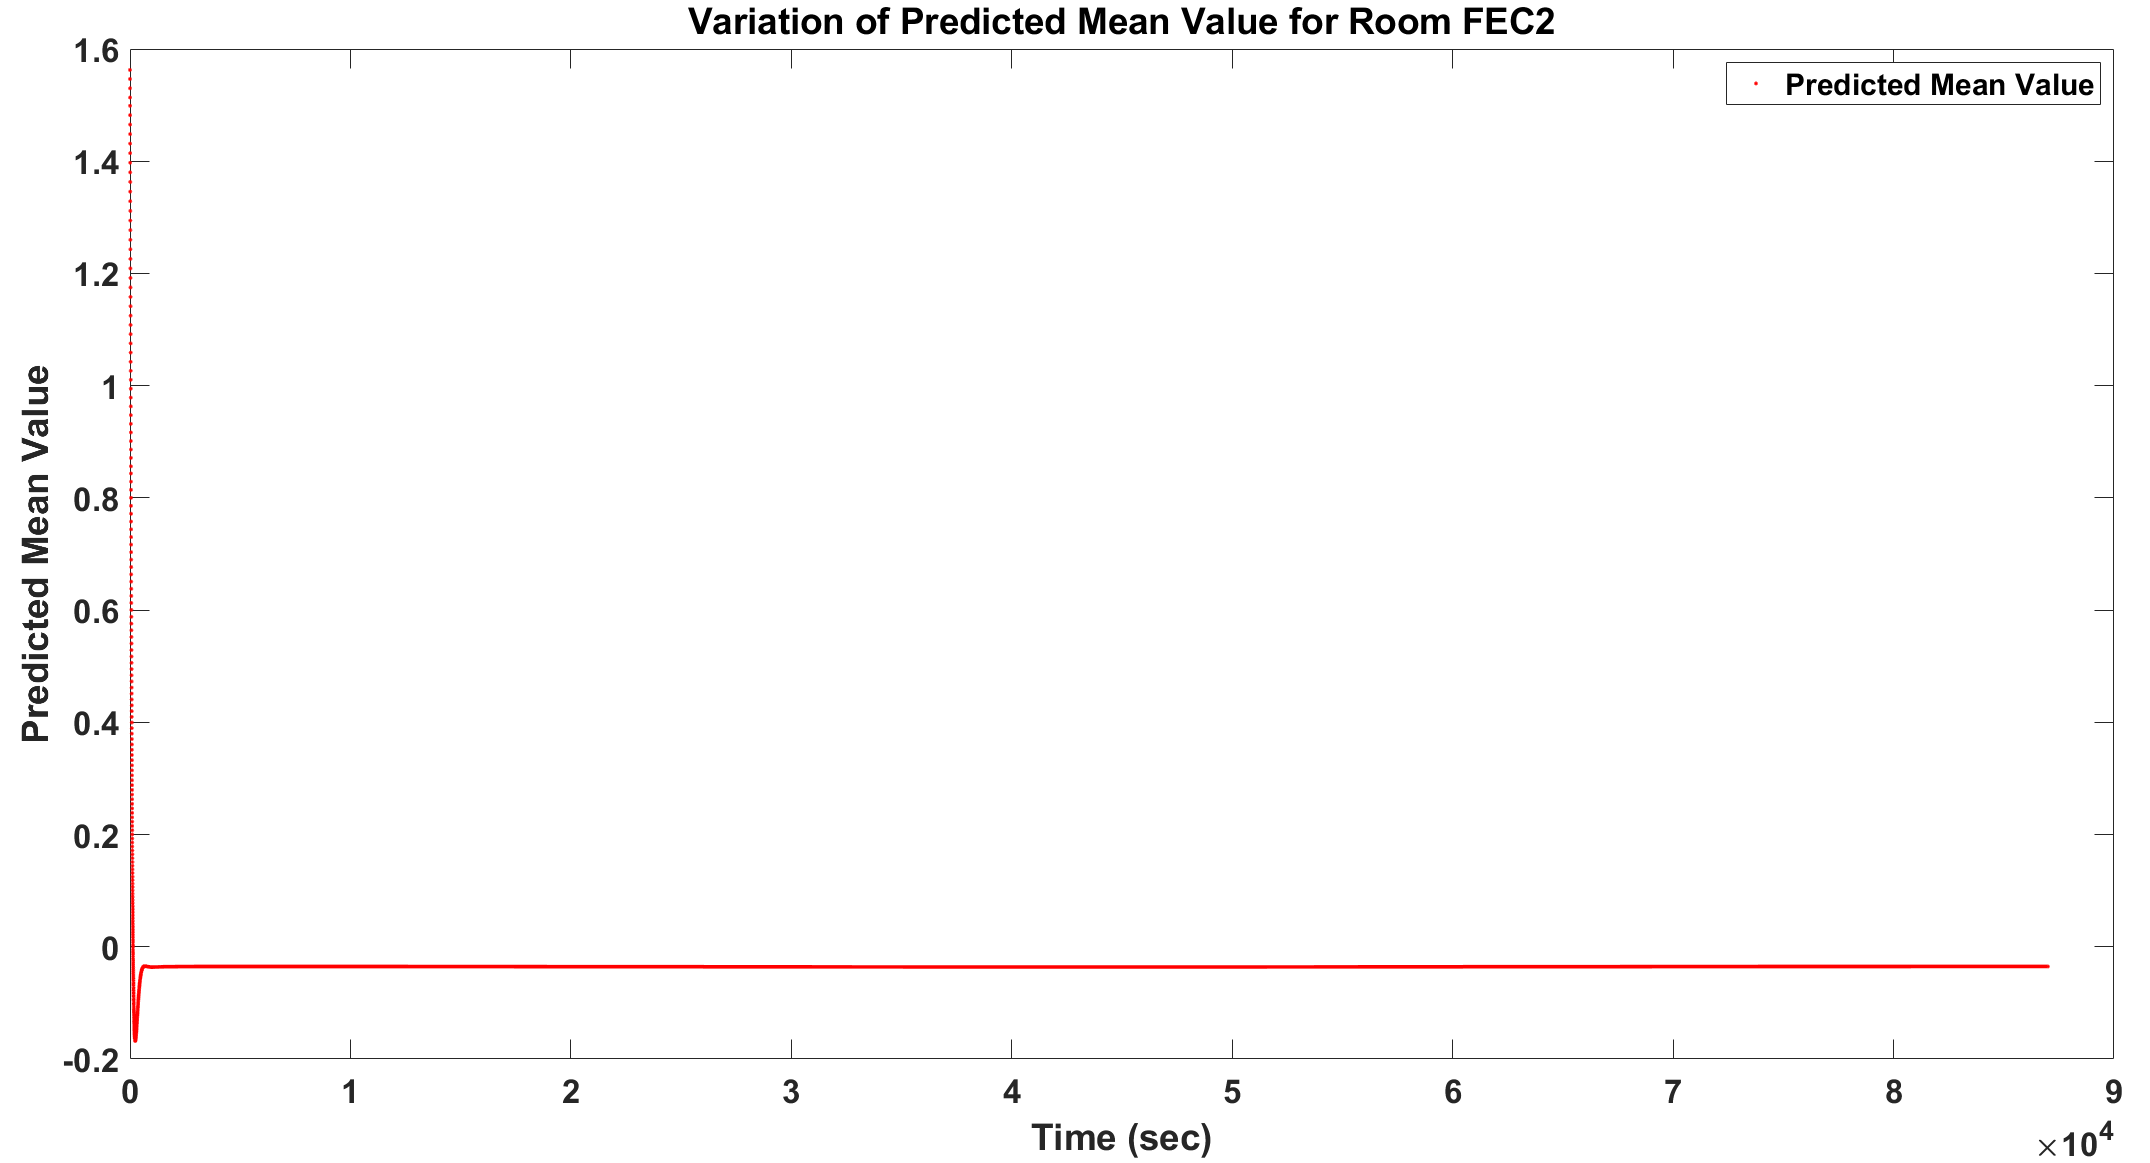 Variation of Predicted Mean Value for Room FEC2
1.6
Predicted Mean Value
1.4
1.2
1
0.8
0.6
0.4
0.2
0
-0.2
Predicted Mean Value
0 1 2 3 4 5 6 7 8 9
Time (sec)
×10⁴